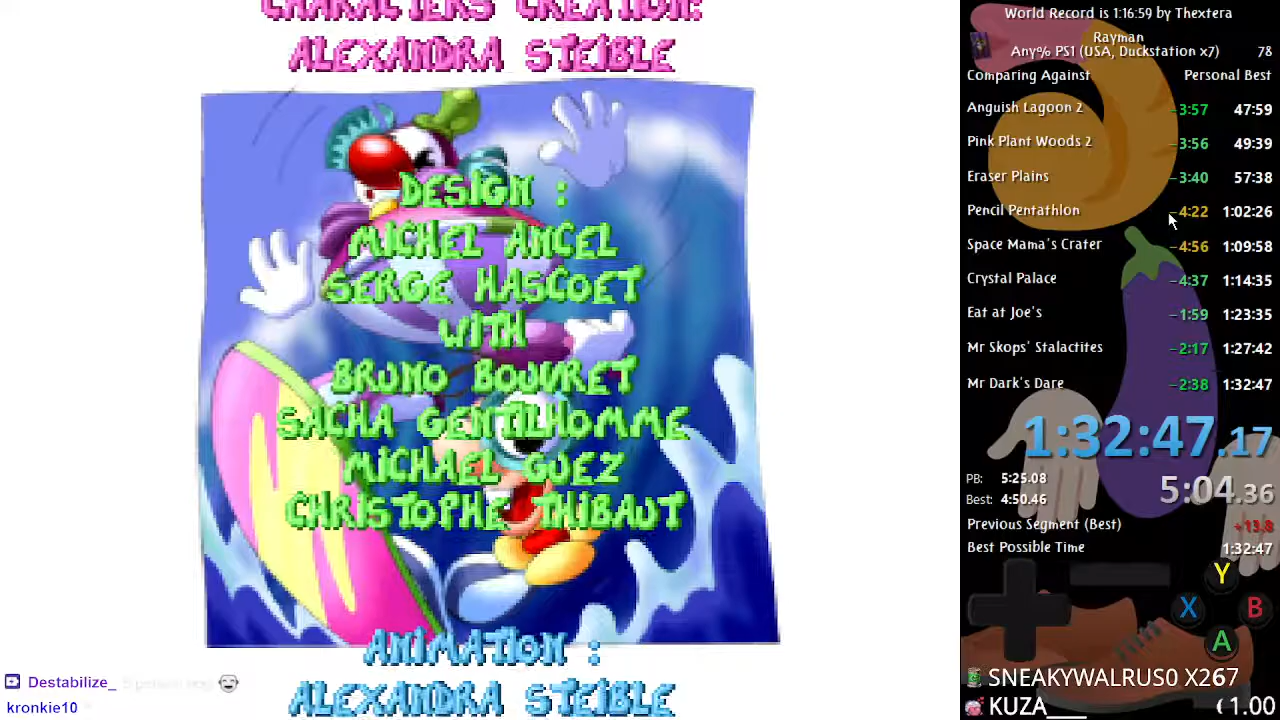 CHARACTERS CREATION:
ALEXANDRA STEIBLE
DESIGN :
MICHEL ANCEL
SERGE HASCOET
WITH
BRUNO BOUVRET
SACHA GENTILHOMME
MICHAEL GUEZ
CHRISTOPHE THIBAUT
ANIMATION :
ALEXANDRA STEIBLE
Destabilize_
kronkie10
World Record is 1:16:59 by Thextera
Rayman
Any% PS1 (USA, Duckstation x7) 78
Comparing Against Personal Best
Anguish Lagoon 2 -3:57 47:59
Pink Plant Woods 2 -3:56 49:39
Eraser Plains -3:40 57:38
Pencil Pentathlon -4:22 1:02:26
Space Mama's Crater -4:56 1:09:58
Crystal Palace -4:37 1:14:35
Eat at Joe's -1:59 1:23:35
Mr Skops' Stalactites -2:17 1:27:42
Mr Dark's Dare -2:38 1:32:47
1:32:47.17
PB: 5:25.08
Best: 4:50.46
5:04.36
Previous Segment (Best) +13.8
Best Possible Time 1:32:47
Y
X B
A
SNEAKYWALRUS0 X267
KUZA___ 1.00